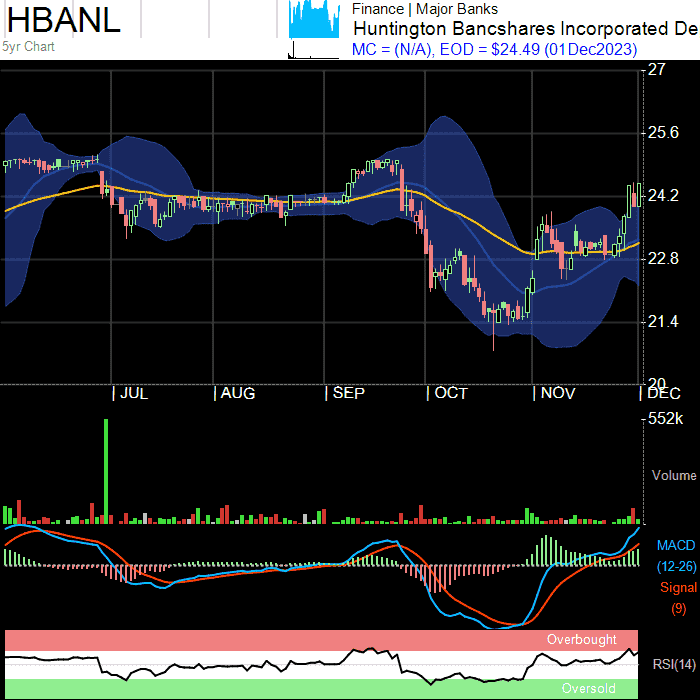 HBANL
5yr Chart
Finance | Major Banks
Huntington Bancshares Incorporated De
MC = (N/A), EOD = $24.49 (01Dec2023)
27
25.6
24.2
22.8
21.4
20
| JUL | AUG | SEP | OCT | NOV | DEC
552k
Volume
MACD
(12-26)
Signal
(9)
Overbought
RSI(14)
Oversold